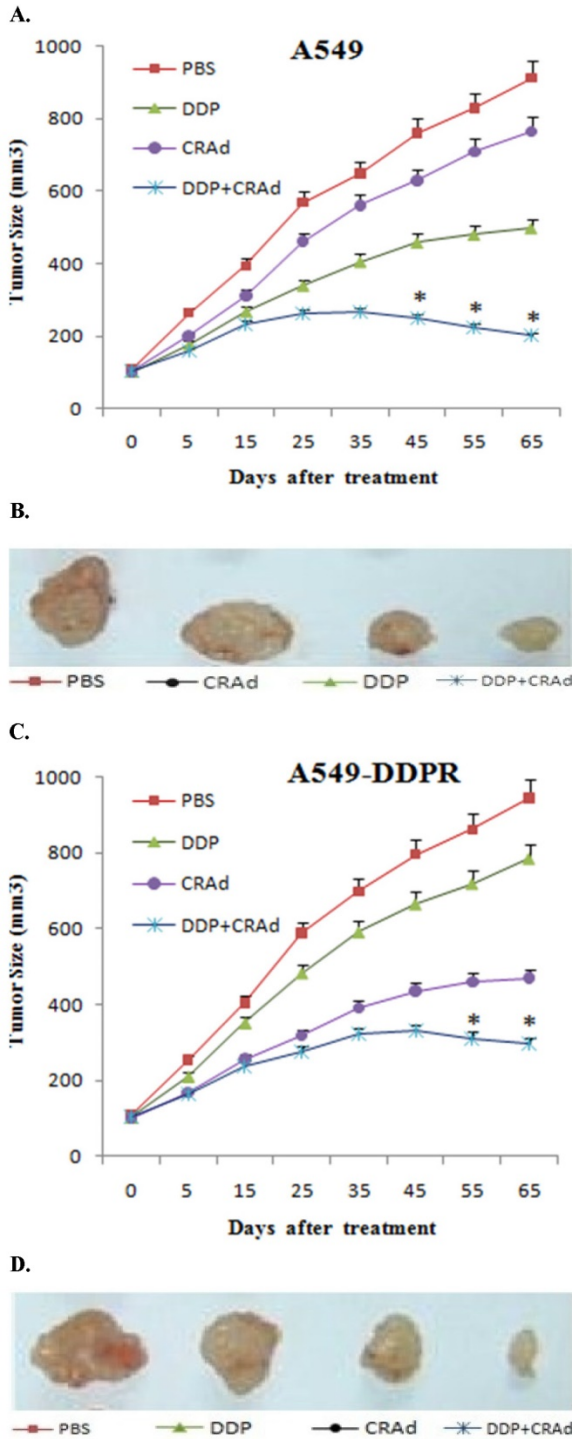 A.
A549
1000
800
600
400
200
0
Tumor Size (mm3)
PBS
DDP
CRAd
DDP+CRAd
* * *
0 5 15 25 35 45 55 65
Days after treatment
B.
PBS CRAd DDP DDP+CRAd
C.
A549-DDPR
1000
800
600
400
200
0
Tumor Size (mm3)
PBS
DDP
CRAd
DDP+CRAd
* *
0 5 15 25 35 45 55 65
Days after treatment
D.
PBS DDP CRAd DDP+CRAd